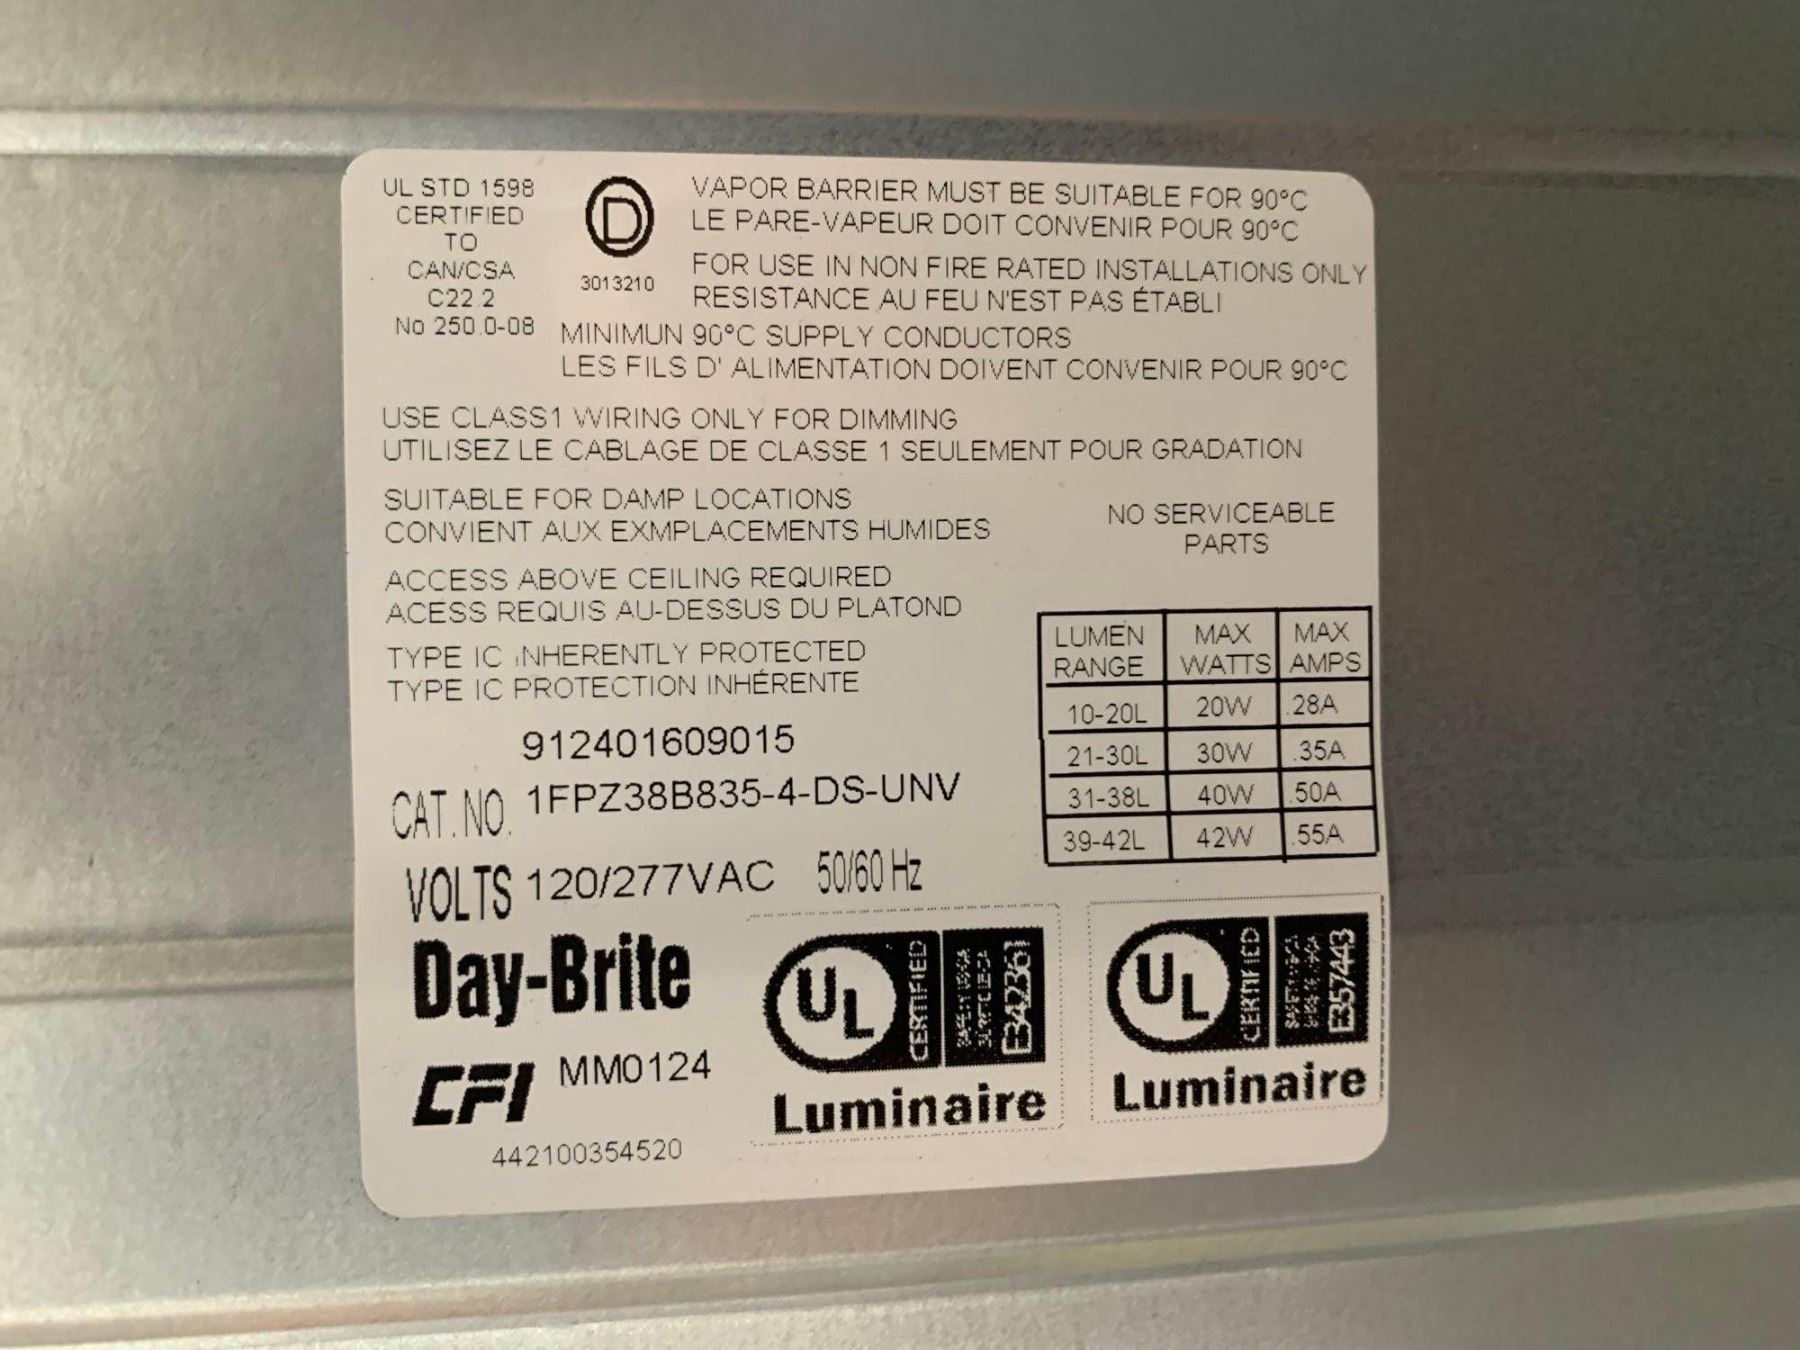 UL STD 1598
CERTIFIED
TO
CAN/CSA
C22.2
No 250.0-08
D
3013210
VAPOR BARRIER MUST BE SUITABLE FOR 90°C
LE PARE-VAPEUR DOIT CONVENIR POUR 90°C
FOR USE IN NON FIRE RATED INSTALLATIONS ONLY
RESISTANCE AU FEU N'EST PAS ÉTABLI
MINIMUN 90°C SUPPLY CONDUCTORS
LES FILS D' ALIMENTATION DOIVENT CONVENIR POUR 90°C
USE CLASS1 WIRING ONLY FOR DIMMING
UTILISEZ LE CABLAGE DE CLASSE 1 SEULEMENT POUR GRADATION
SUITABLE FOR DAMP LOCATIONS
CONVIENT AUX EXMPLACEMENTS HUMIDES
NO SERVICEABLE
PARTS
ACCESS ABOVE CEILING REQUIRED
ACESS REQUIS AU-DESSUS DU PLATOND
TYPE IC INHERENTLY PROTECTED
TYPE IC PROTECTION INHÉRENTE
LUMEN RANGE MAX WATTS MAX AMPS
10-20L 20W .28A
21-30L 30W .35A
31-38L 40W .50A
39-42L 42W .55A
912401609015
CAT. NO. 1FPZ38B835-4-DS-UNV
VOLTS 120/277VAC 50/60 Hz
Day-Brite
CFI MM0124
442100354520
UL CERTIFIED
E342361
Luminaire
UL CERTIFIED
E357443
Luminaire